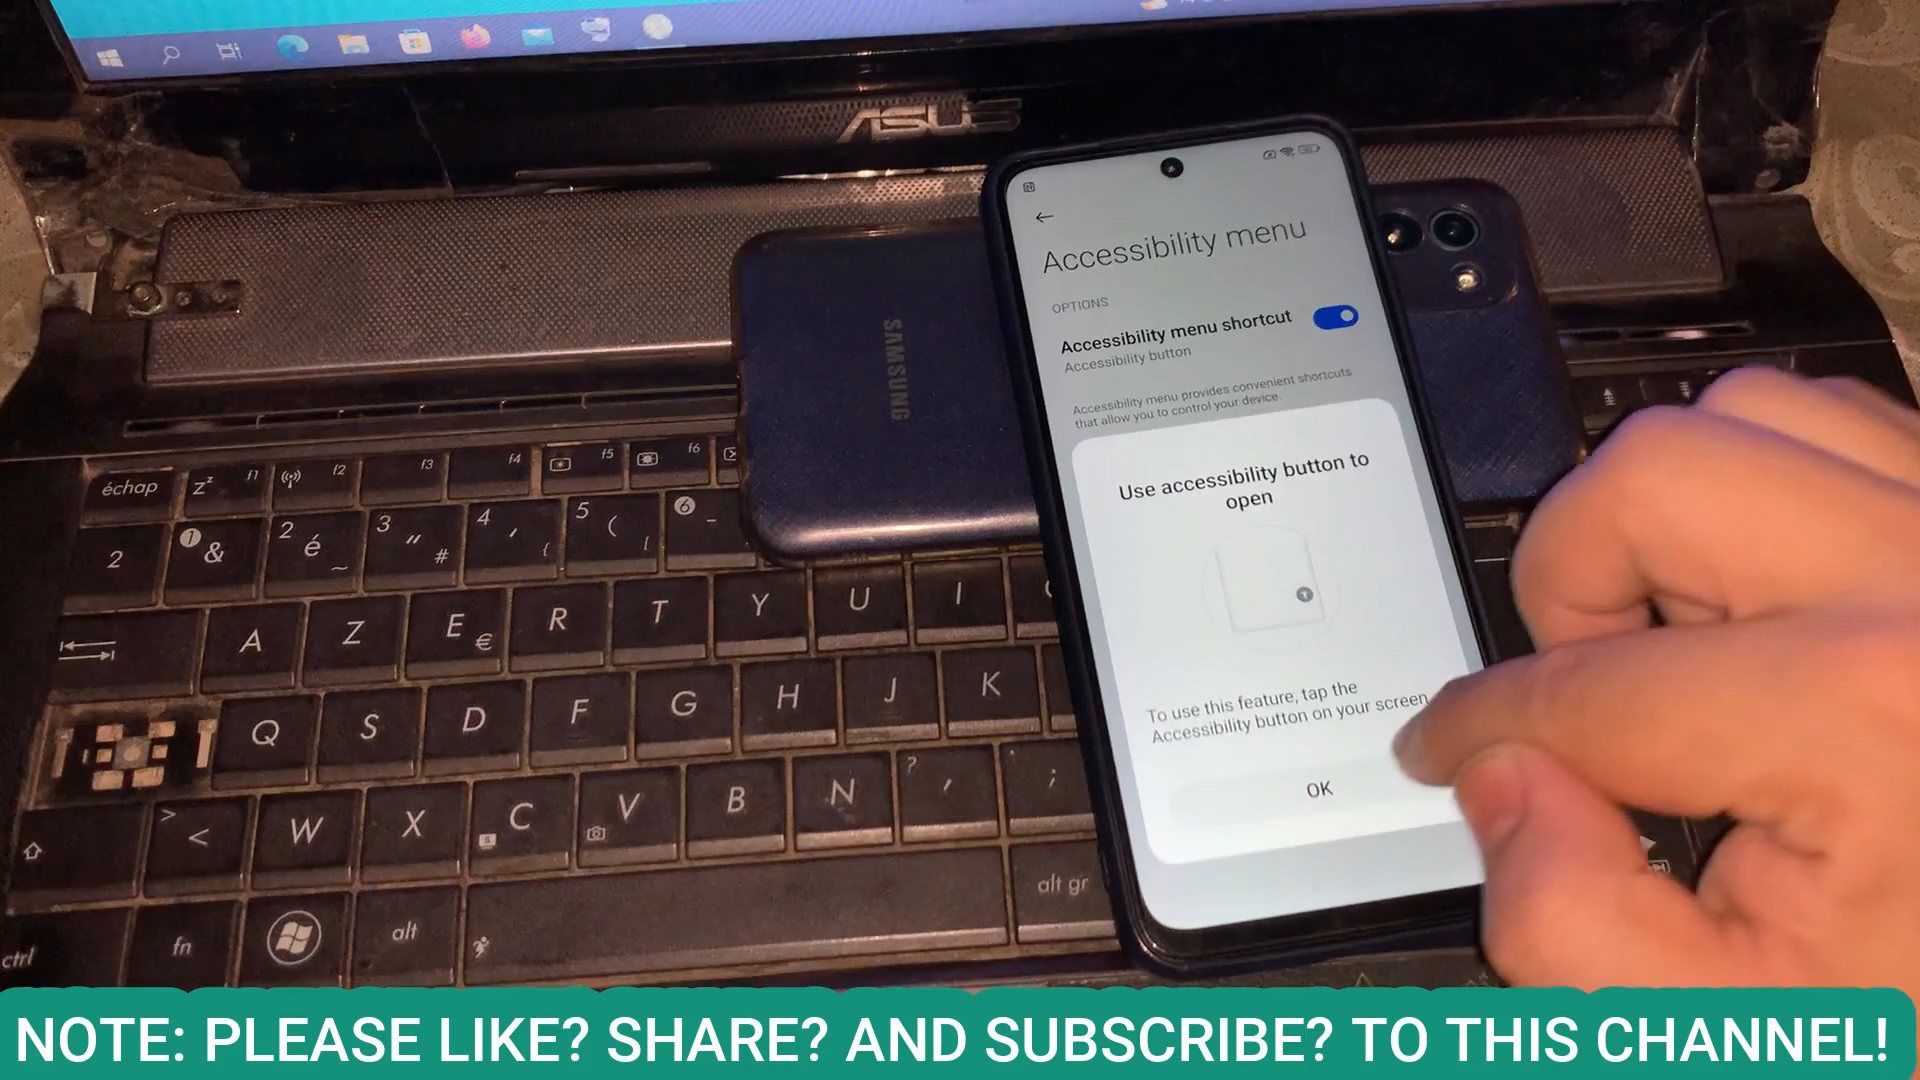 ASUS
SAMSUNG
Accessibility menu
OPTIONS
Accessibility menu shortcut
Accessibility button
Accessibility menu provides convenient shortcuts
that allow you to control your device.
Use accessibility button to
open
To use this feature, tap the
Accessibility button on your screen.
OK
échap
f1
f2
f3
f4
f5
f6
2
1 &
2 é ~
3 " #
4 ' {
5 ( [
6 -
A Z E € R T Y U I
Q S D F G H J K
> < W X C V B N ? , ;
ctrl fn alt alt gr
NOTE: PLEASE LIKE? SHARE? AND SUBSCRIBE? TO THIS CHANNEL!